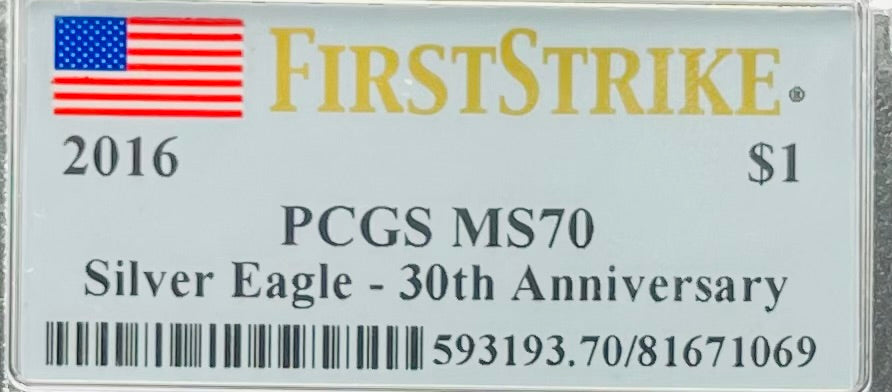 FIRSTSTRIKE®
2016 $1
PCGS MS70
Silver Eagle - 30th Anniversary
593193.70/81671069